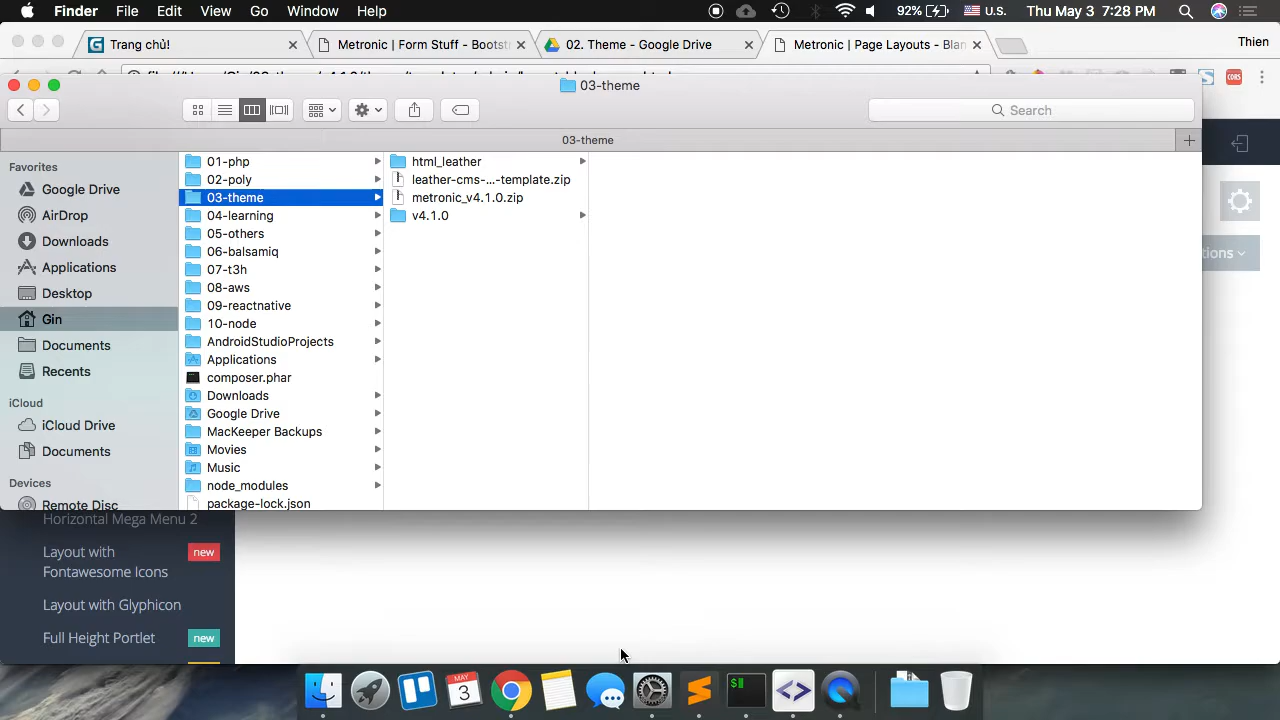 Finder File Edit View Go Window Help 92% U.S. Thu May 3 7:28 PM
Trang chủ! Metronic | Form Stuff - Bootst 02. Theme - Google Drive Metronic | Page Layouts - Blan Thien
03-theme
Search
03-theme
Favorites
Google Drive
AirDrop
Downloads
Applications
Desktop
Gin
Documents
Recents
iCloud
iCloud Drive
Documents
Devices
Remote Disc
01-php
02-poly
03-theme
04-learning
05-others
06-balsamiq
07-t3h
08-aws
09-reactnative
10-node
AndroidStudioProjects
Applications
composer.phar
Downloads
Google Drive
MacKeeper Backups
Movies
Music
node_modules
package-lock.json
html_leather
leather-cms-...-template.zip
metronic_v4.1.0.zip
v4.1.0
CORS
tions
Horizontal Mega Menu 2
Layout with new
Fontawesome Icons
Layout with Glyphicon
Full Height Portlet new
MAY
3
$